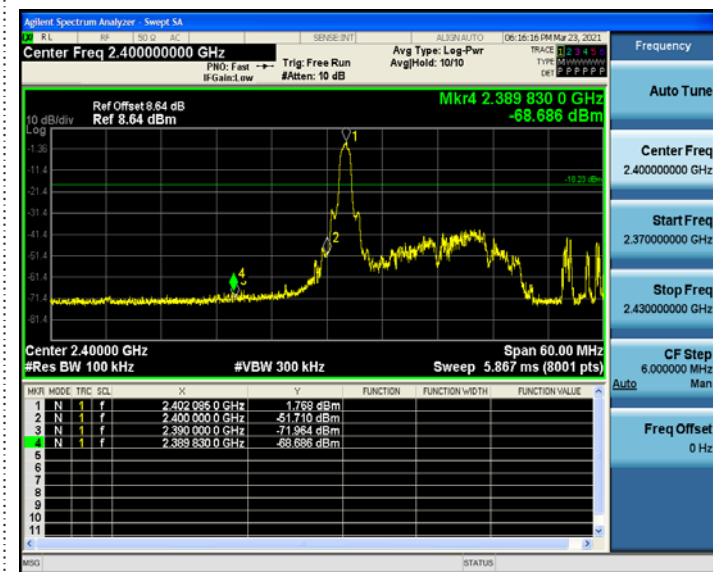 Agilent Spectrum Analyzer - Swept SA
RL RF 50 Ω AC SENSE:INT ALIGN AUTO 06:16:16 PM Mar 23, 2021
Center Freq 2.400000000 GHz
PNO: Fast
IFGain:Low
Trig: Free Run
#Atten: 10 dB
Avg Type: Log-Pwr
Avg|Hold: 10/10
TRACE 1 2 3 4 5 6
TYPE
DET P P P P P P
Mkr4 2.389 830 0 GHz
-68.686 dBm
Ref Offset 8.64 dB
10 dB/div Ref 8.64 dBm
Log
-1.36
-11.4
-21.4
-31.4
-41.4
-51.4
-61.4
-71.4
-81.4
1
2
4
Center 2.40000 GHz
Span 60.00 MHz
#Res BW 100 kHz
#VBW 300 kHz
Sweep 5.867 ms (8001 pts)
MKR MODE TRC SCL X Y FUNCTION FUNCTION WIDTH FUNCTION VALUE
1 N 1 f 2.402 095 0 GHz 1.768 dBm
2 N 1 f 2.400 000 0 GHz -51.710 dBm
3 N 1 f 2.390 000 0 GHz -71.964 dBm
4 N 1 f 2.389 830 0 GHz -68.686 dBm
5
6
7
8
9
10
11
MSG
STATUS
Frequency
Auto Tune
Center Freq
2.400000000 GHz
Start Freq
2.370000000 GHz
Stop Freq
2.430000000 GHz
CF Step
6.000000 MHz
Auto Man
Freq Offset
0 Hz